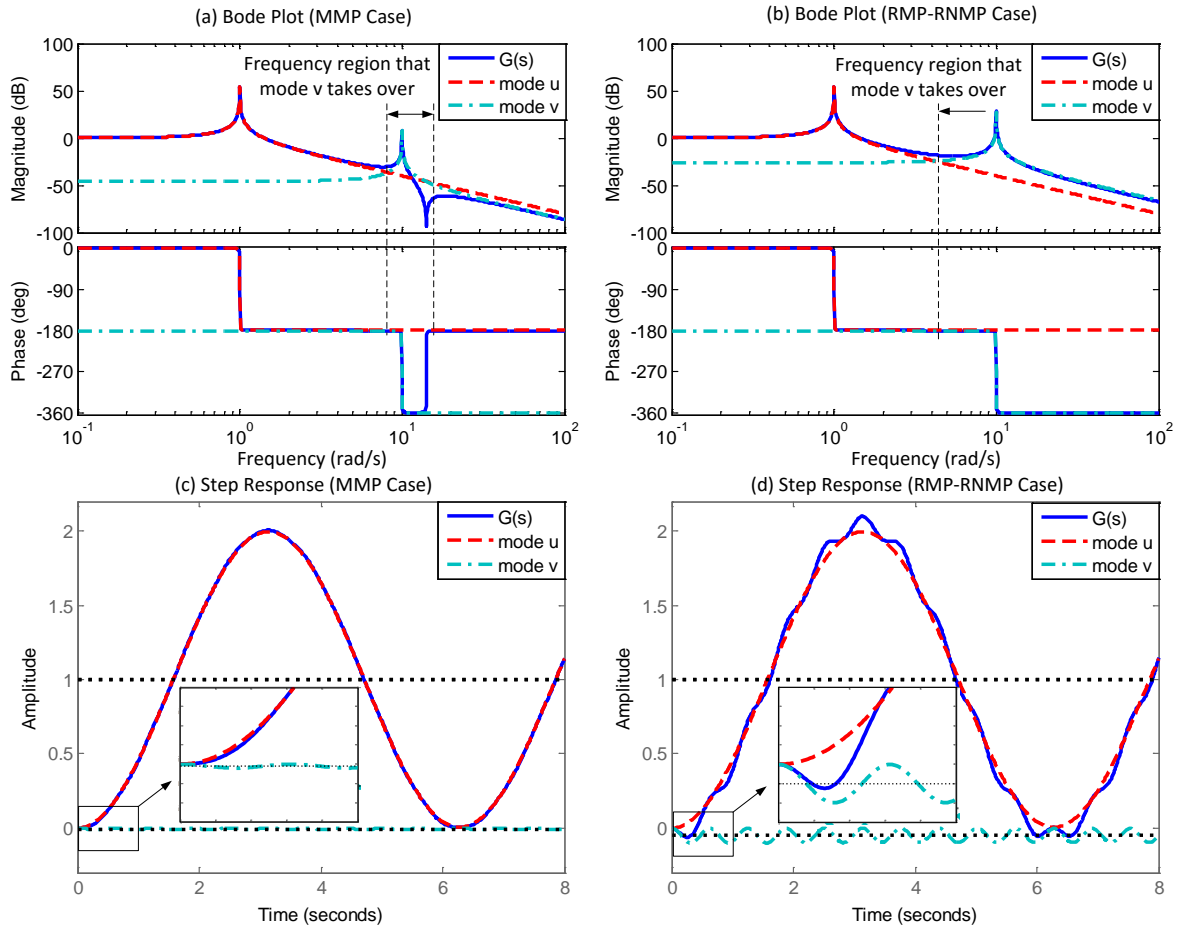 (a) Bode Plot (MMP Case)
100
50
0
-50
-100
Magnitude (dB)
Frequency region that
mode v takes over
G(s)
mode u
mode v
0
-90
-180
-270
-360
Phase (deg)
10^-1
10^0
10^1
10^2
Frequency (rad/s)
(b) Bode Plot (RMP-RNMP Case)
100
50
0
-50
-100
Magnitude (dB)
Frequency region that
mode v takes over
G(s)
mode u
mode v
0
-90
-180
-270
-360
Phase (deg)
10^-1
10^0
10^1
10^2
Frequency (rad/s)
(c) Step Response (MMP Case)
2
1.5
1
0.5
0
Amplitude
G(s)
mode u
mode v
0
2
4
6
8
Time (seconds)
(d) Step Response (RMP-RNMP Case)
2
1.5
1
0.5
0
Amplitude
G(s)
mode u
mode v
0
2
4
6
8
Time (seconds)